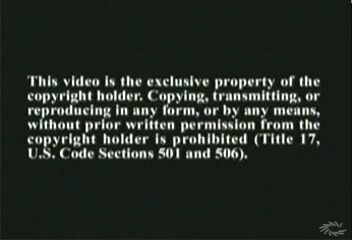 This video is the exclusive property of the
copyright holder. Copying, transmitting, or
reproducing in any form, or by any means,
without prior written permission from the
copyright holder is prohibited (Title 17,
U.S. Code Sections 501 and 506).